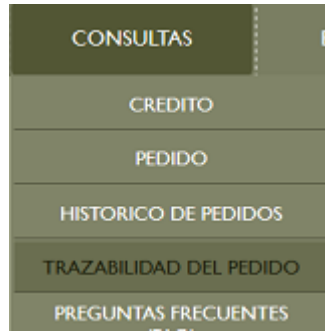 CONSULTAS
CREDITO
PEDIDO
HISTORICO DE PEDIDOS
TRAZABILIDAD DEL PEDIDO
PREGUNTAS FRECUENTES